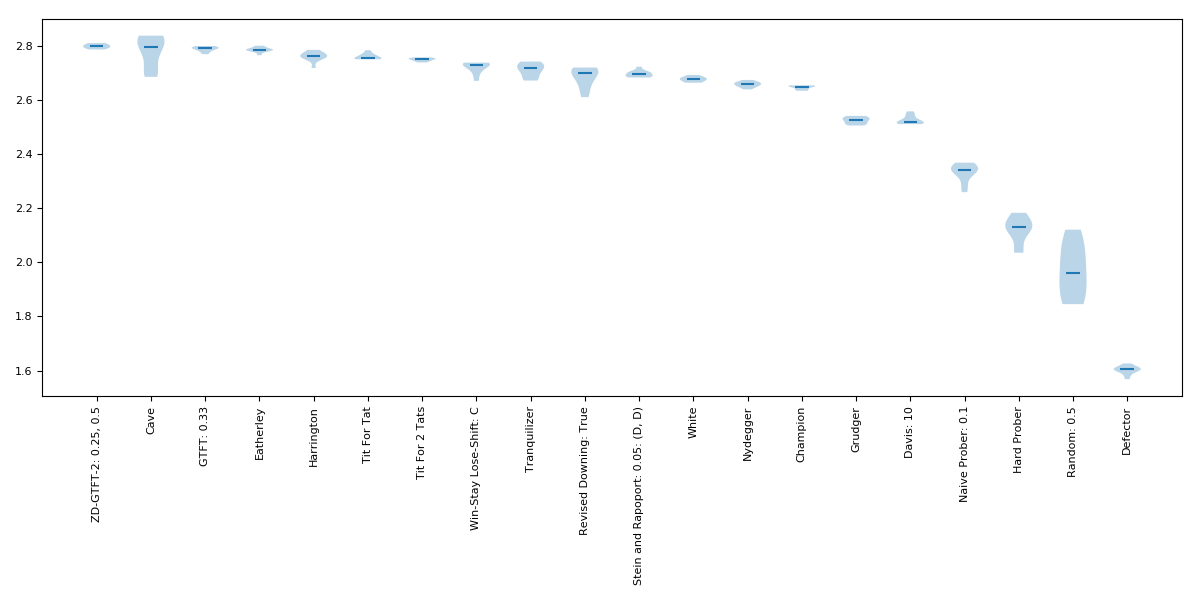 2.8
2.6
2.4
2.2
2.0
1.8
1.6
ZD-GTFT-2: 0.25, 0.5
Cave
GTFT: 0.33
Eatherley
Harrington
Tit For Tat
Tit For 2 Tats
Win-Stay Lose-Shift: C
Tranquilizer
Revised Downing: True
Stein and Rapoport: 0.05: (D, D)
White
Nydegger
Champion
Grudger
Davis: 10
Naive Prober: 0.1
Hard Prober
Random: 0.5
Defector